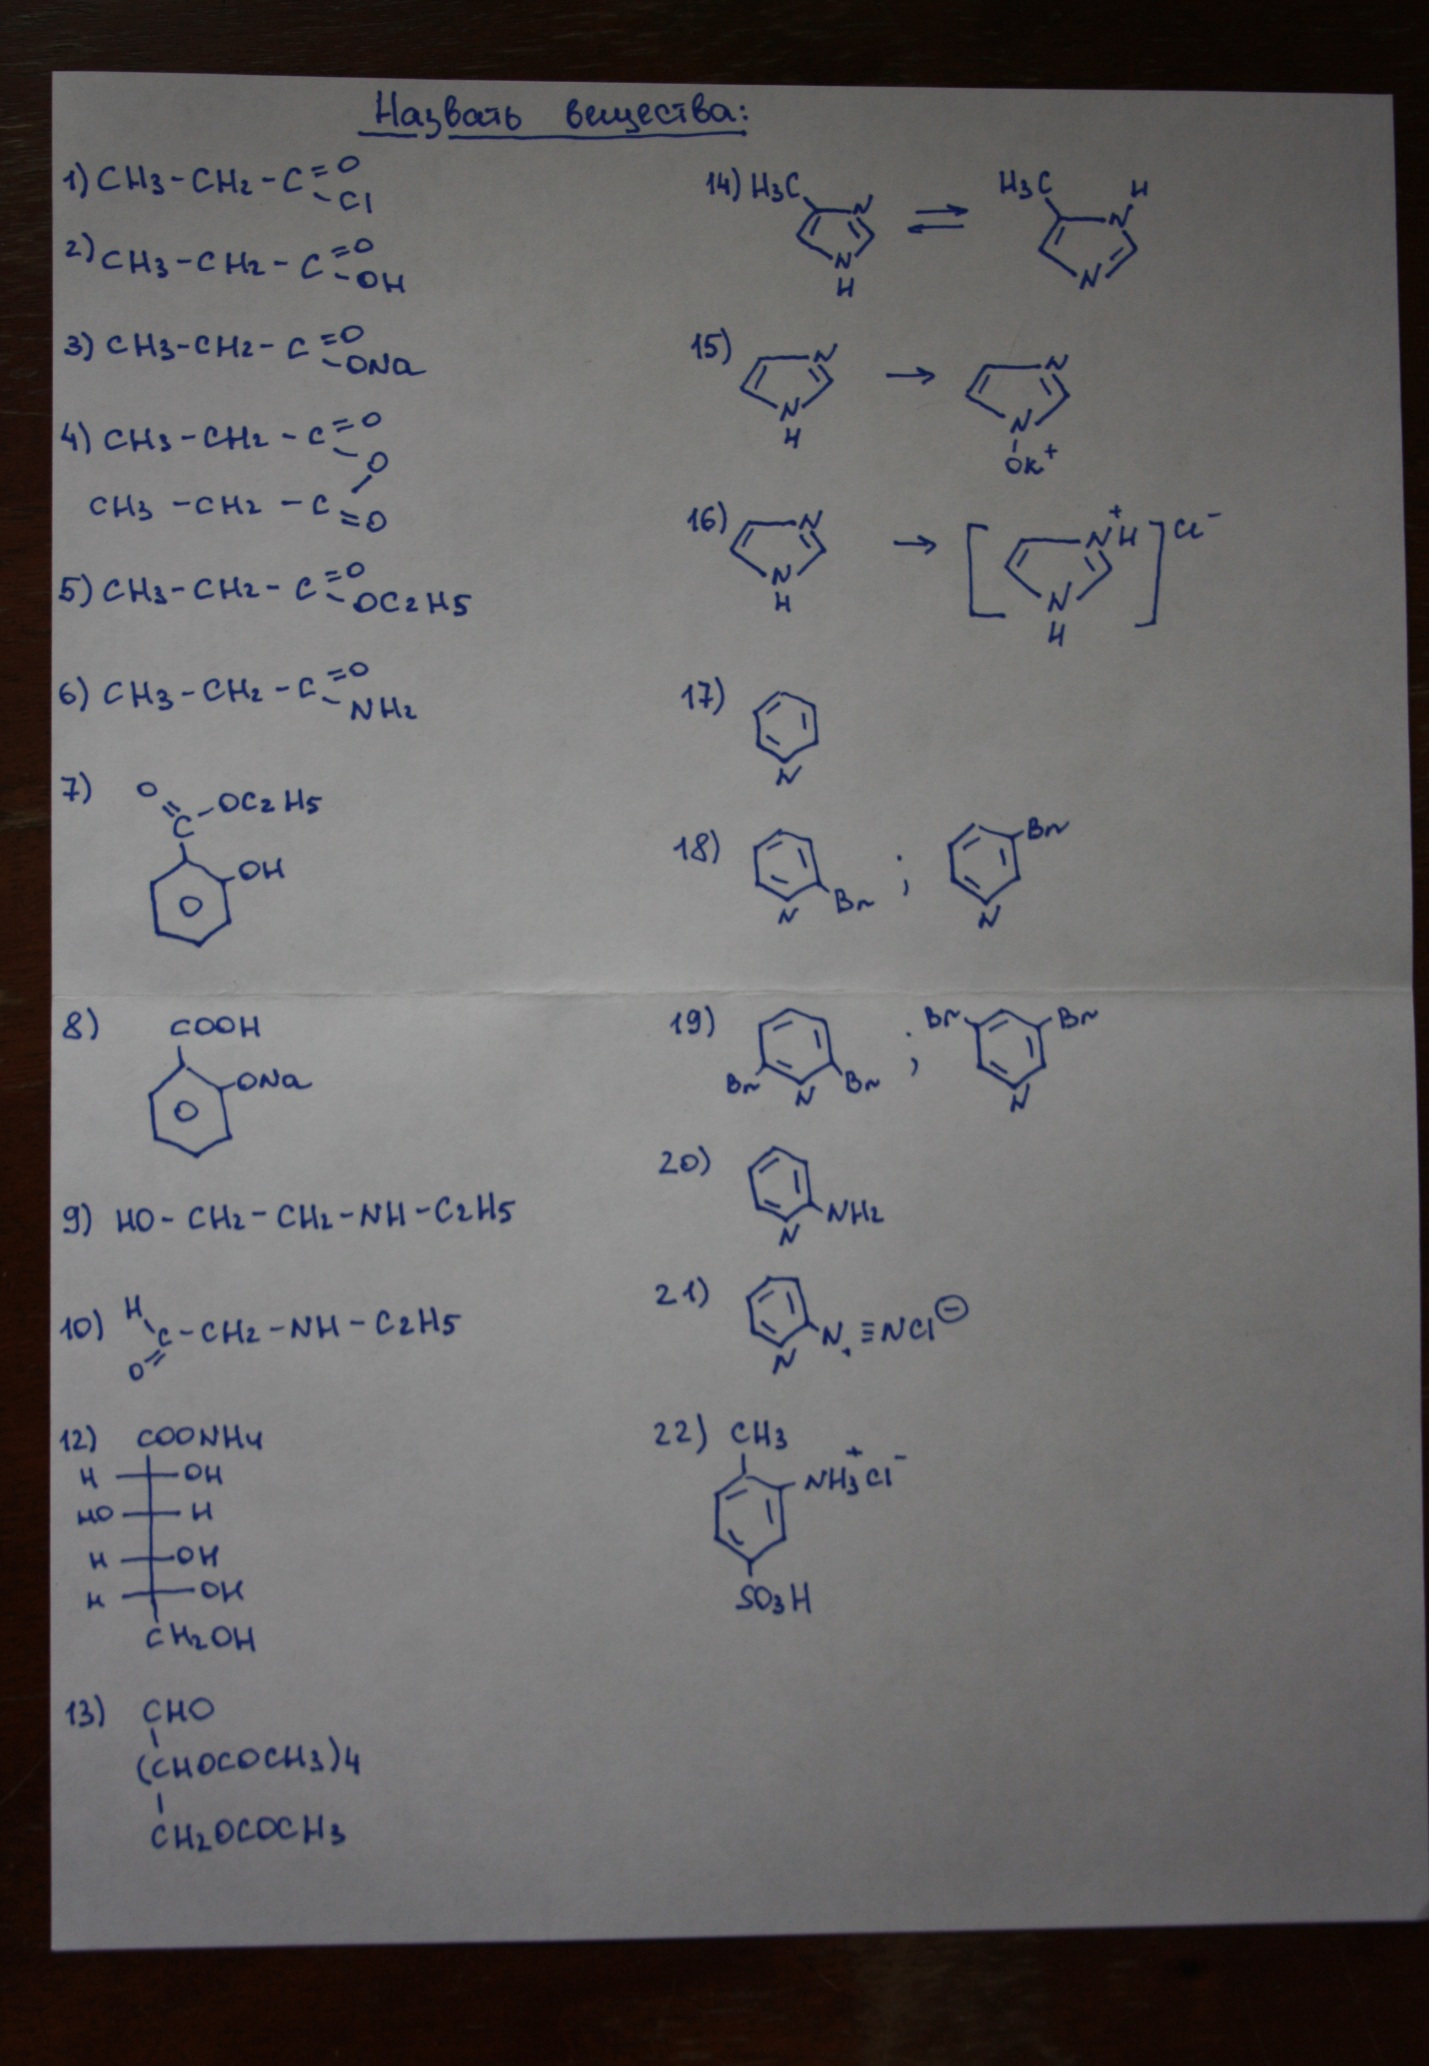 Назвать вещества:
1) CH3-CH2-C=O
-Cl
2) CH3-CH2-C=O
-OH
3) CH3-CH2-C=O
-ONa
4) CH3-CH2-C=O
O
CH3-CH2-C
=O
5) CH3-CH2-C=O
-OC2H5
6) CH3-CH2-C=O
-NH2
7) O
=C-OC2H5
OH
O
8) COOH
ONa
O
9) HO-CH2-CH2-NH-C2H5
10) H
C-CH2-NH-C2H5
O=
12) COONH4
H OH
HO H
H OH
H OH
CH2OH
13) CHO
(CHOCOCH3)4
CH2OCOCH3
14) H3C N ⇌ H3C N H
N N
H
15) N → N
N N
H OK+
16) N → [ N+H ] Cl-
N N
H H
17)
N
18) ; Br
N Br N
19) ; Br Br
Br N Br N
20)
N NH2
21)
N N≡NCl⊖
22) CH3
NH3+Cl-
SO3H